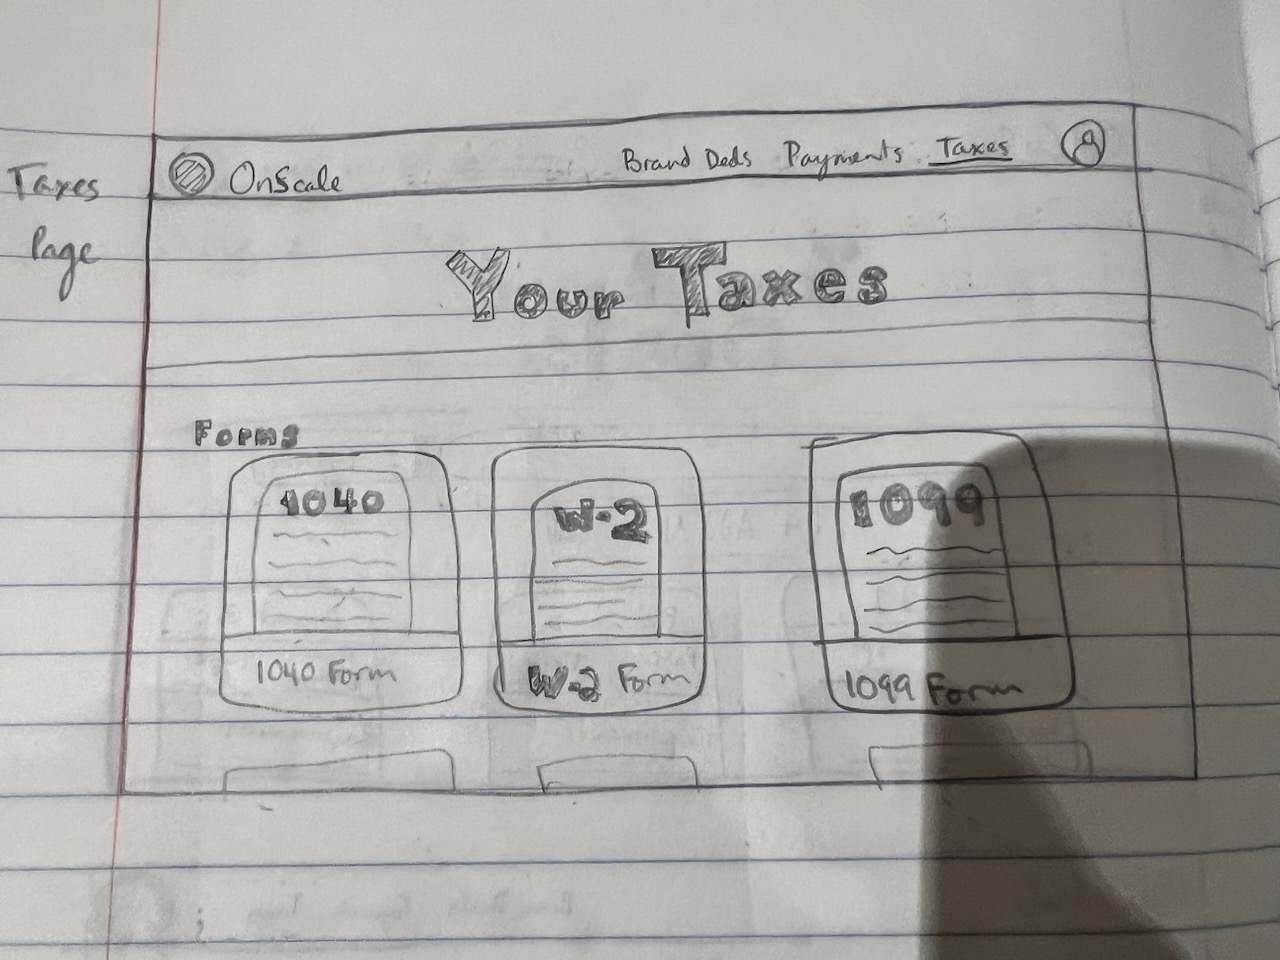 Taxes
Page
OnScale
Brand Deds Payments Taxes
Your Taxes
Forms
1040
W-2
1099
1040 Form
W-2 Form
1099 Form